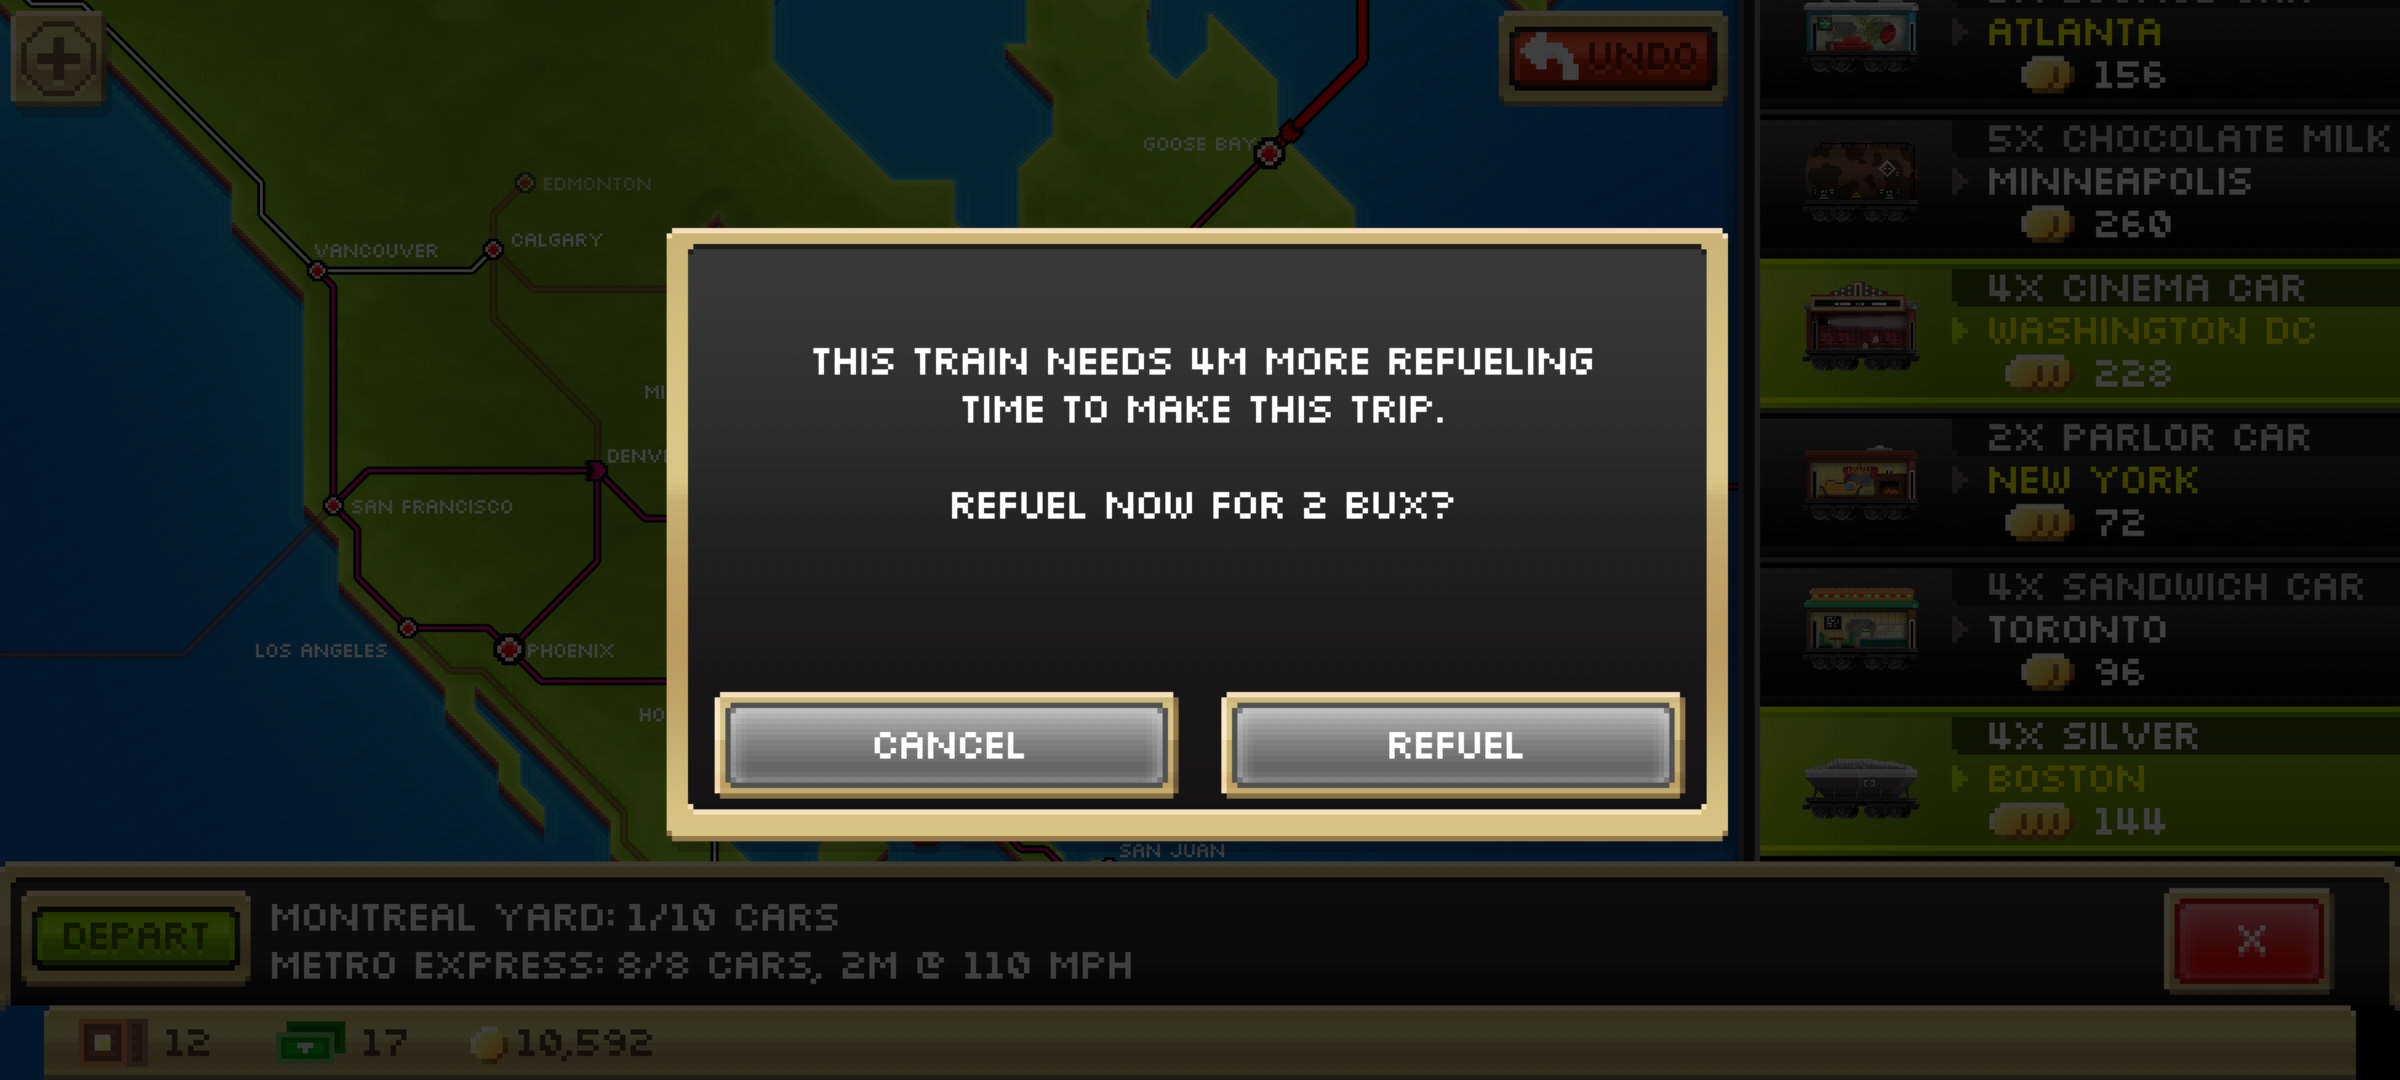 UNDO
GOOSE BAY
EDMONTON
CALGARY
VANCOUVER
SAN FRANCISCO
LOS ANGELES
PHOENIX
SAN JUAN
THIS TRAIN NEEDS 4M MORE REFUELING
TIME TO MAKE THIS TRIP.
REFUEL NOW FOR 2 BUX?
CANCEL
REFUEL
ATLANTA
156
5X CHOCOLATE MILK
MINNEAPOLIS
260
4X CINEMA CAR
WASHINGTON DC
228
2X PARLOR CAR
NEW YORK
72
4X SANDWICH CAR
TORONTO
96
4X SILVER
BOSTON
144
DEPART
MONTREAL YARD: 1/10 CARS
METRO EXPRESS: 8/8 CARS, 2M @ 110 MPH
X
12
17
10,592